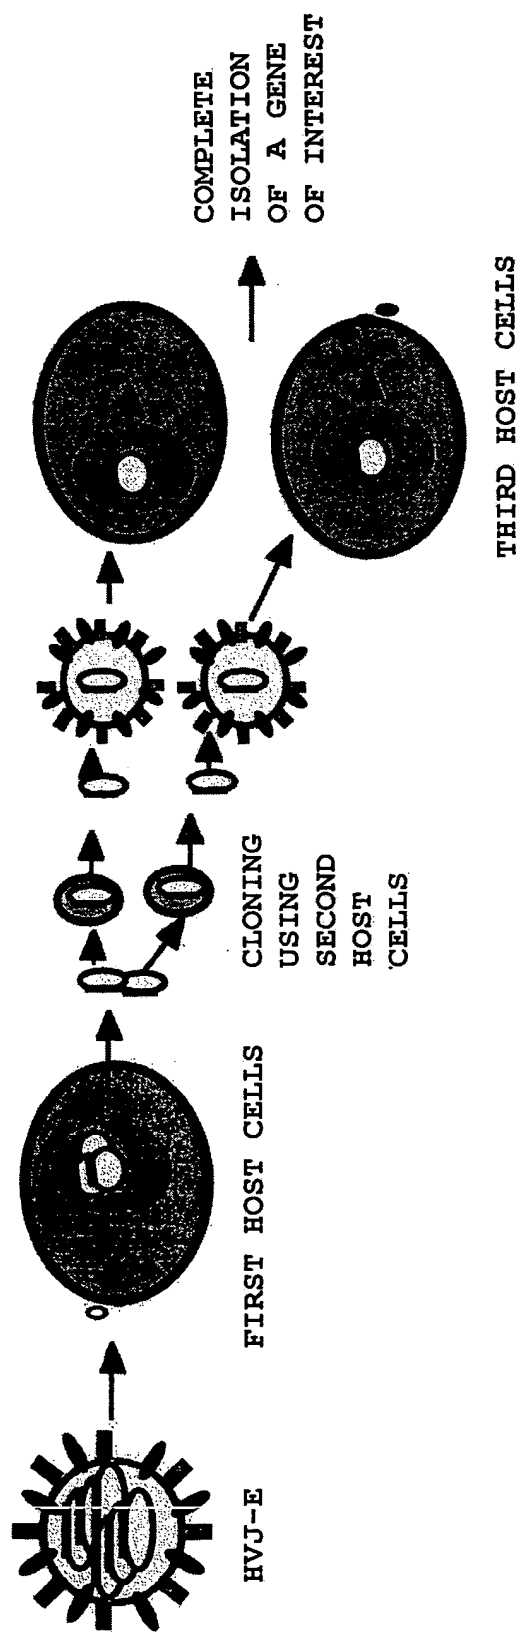 HVJ-E
FIRST HOST CELLS
CLONING
USING
SECOND
HOST
CELLS
THIRD HOST CELLS
COMPLETE
ISOLATION
OF A GENE
OF INTEREST